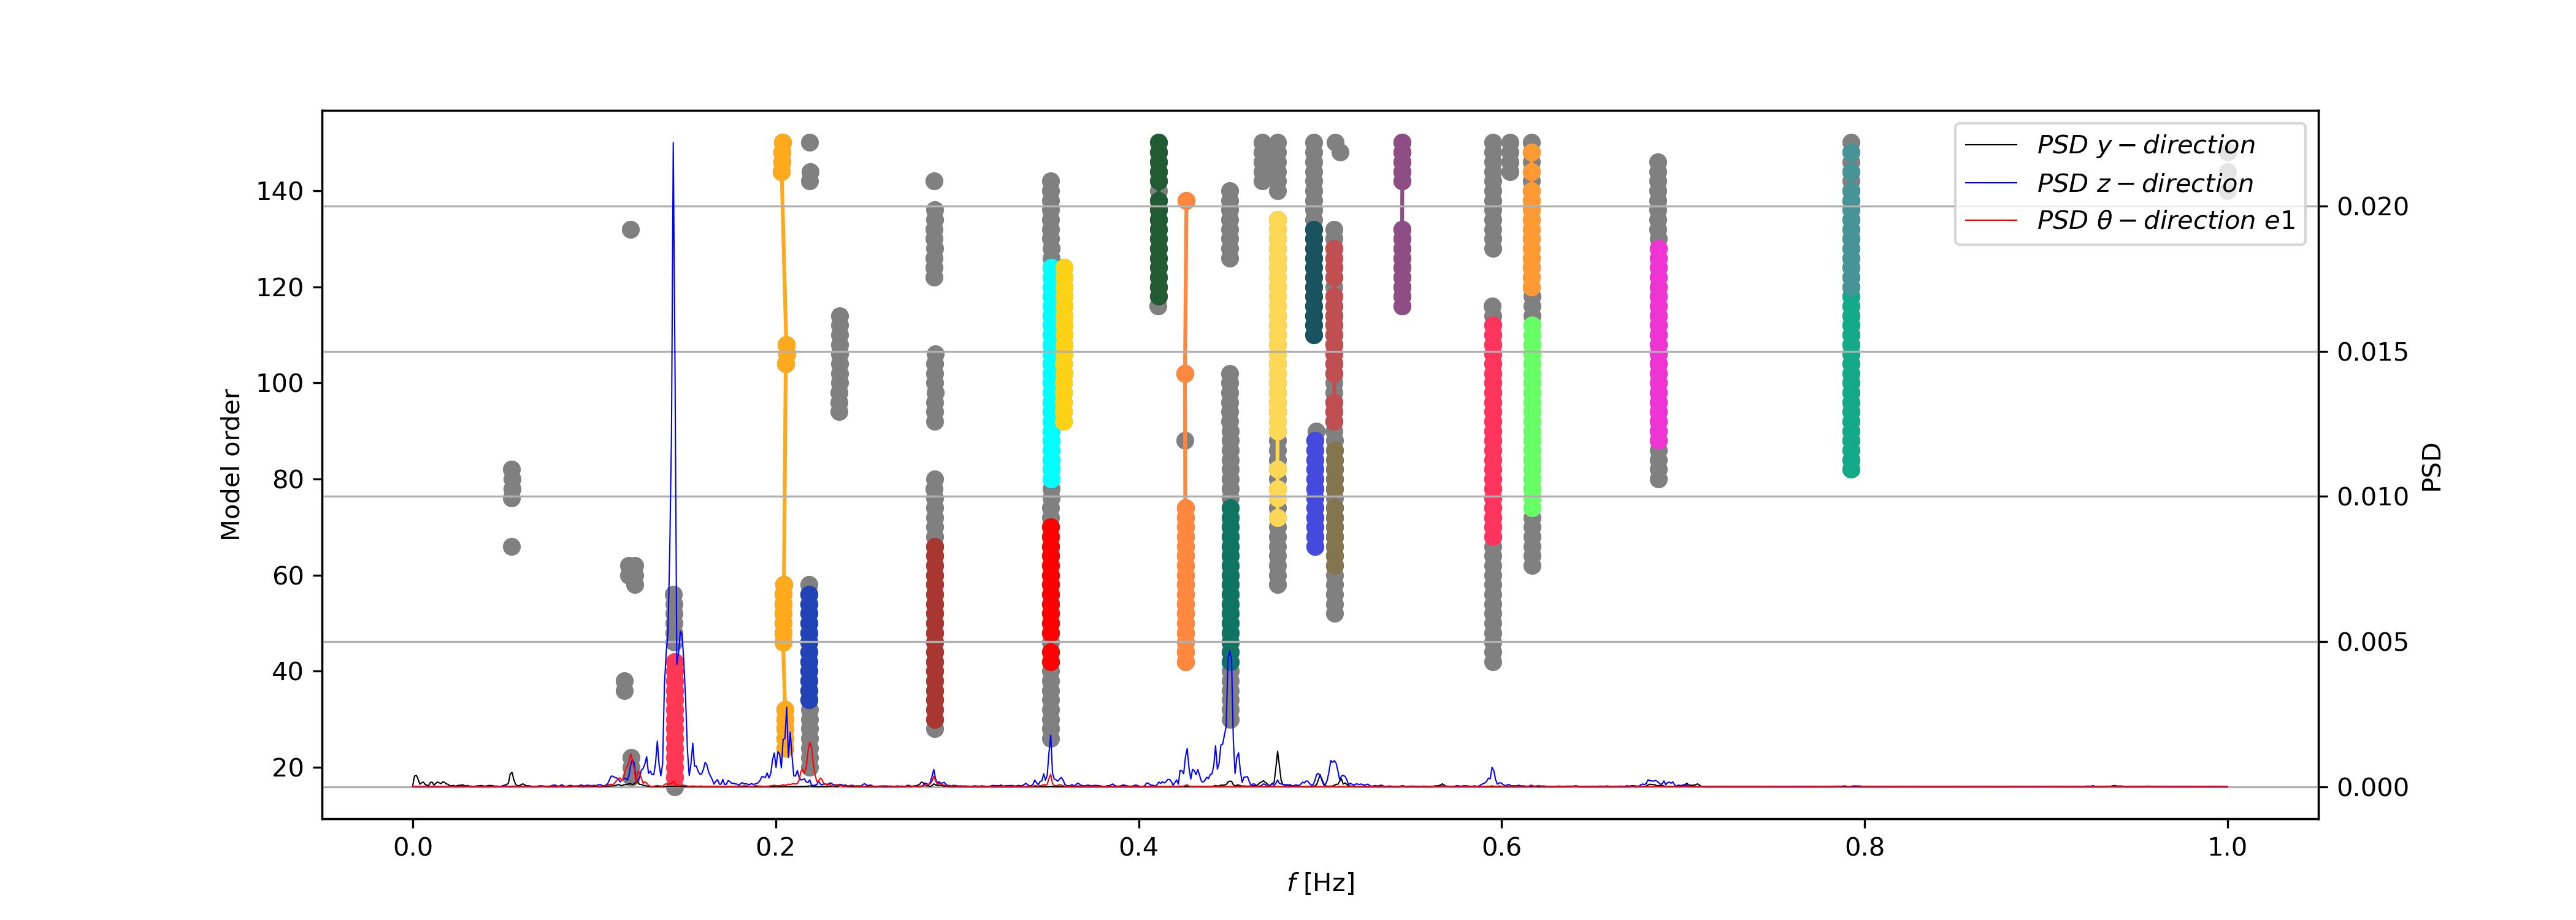 PSD y − direction
PSD z − direction
PSD θ − direction e1
Model order
140
120
100
80
60
40
20
0.020
0.015
0.010
0.005
0.000
PSD
0.0 0.2 0.4 0.6 0.8 1.0
f [Hz]